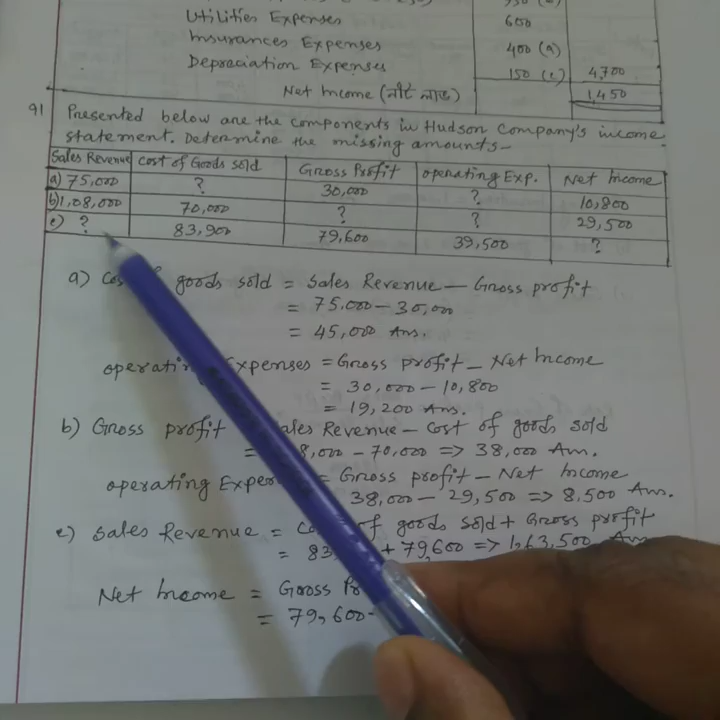 Utilities Expenses 600
Insurances Expenses 400 (a)
Depraciation Expenses 150 (c) 4,700
Net Income (नीट लाभ) 1,450
91 Presented below are the components in Hudson Company's income
statement. Determine the missing amounts-
Sales Revenue Cost of Goods Sold Gross Profit Operating Exp. Net Income
a) 75,000 ? 30,000 ? 10,800
b) 1,08,000 70,000 ? ? 29,500
c) ? 83,900 79,600 39,500 ?
a) goods sold = Sales Revenue - Gross profit
= 75,000 - 30,000
= 45,000 Ans.
Expenses = Gross profit - Net Income
= 30,000 - 10,800
= 19,200 Ans.
b) Gross profit Revenue - Cost of goods sold
= 8,000 - 70,000 => 38,000 Ans.
operating = Gross profit - Net Income
38,000 - 29,500 => 8,500 Ans.
c) Sales Revenue = of goods sold + Gross profit
= 83 + 79,600 => 1,63,500
Net Income = Gross
= 79,600 -